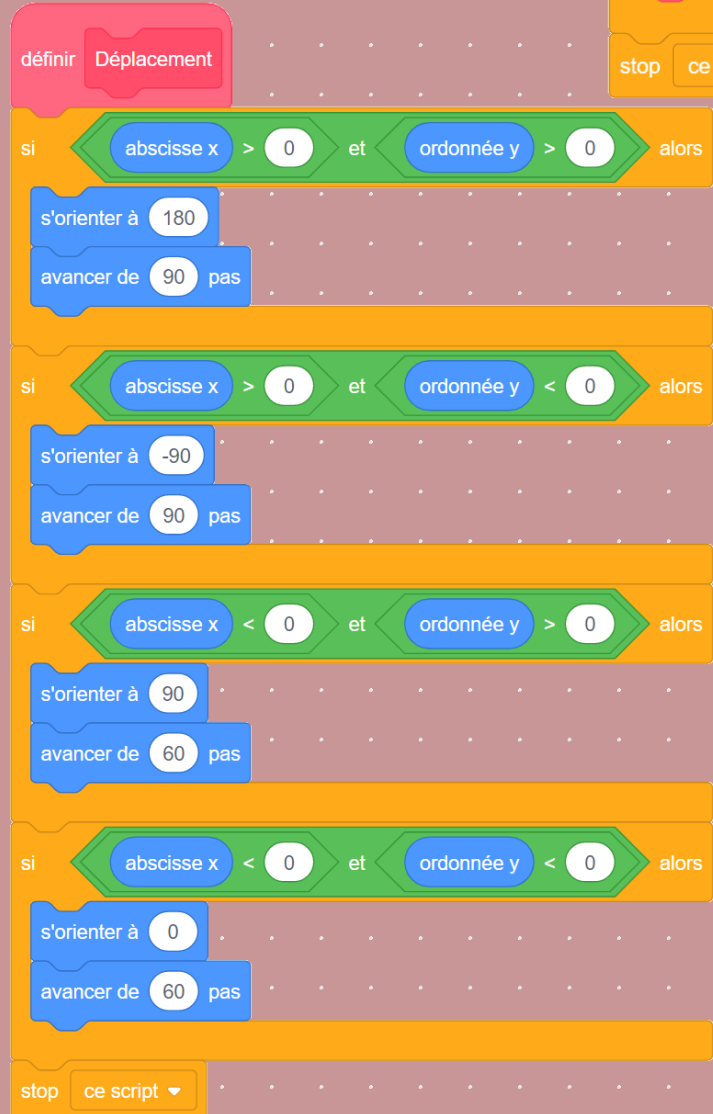 définir Déplacement
stop ce
si abscisse x > 0 et ordonnée y > 0 alors
s'orienter à 180
avancer de 90 pas
si abscisse x > 0 et ordonnée y < 0 alors
s'orienter à -90
avancer de 90 pas
si abscisse x < 0 et ordonnée y > 0 alors
s'orienter à 90
avancer de 60 pas
si abscisse x < 0 et ordonnée y < 0 alors
s'orienter à 0
avancer de 60 pas
stop ce script